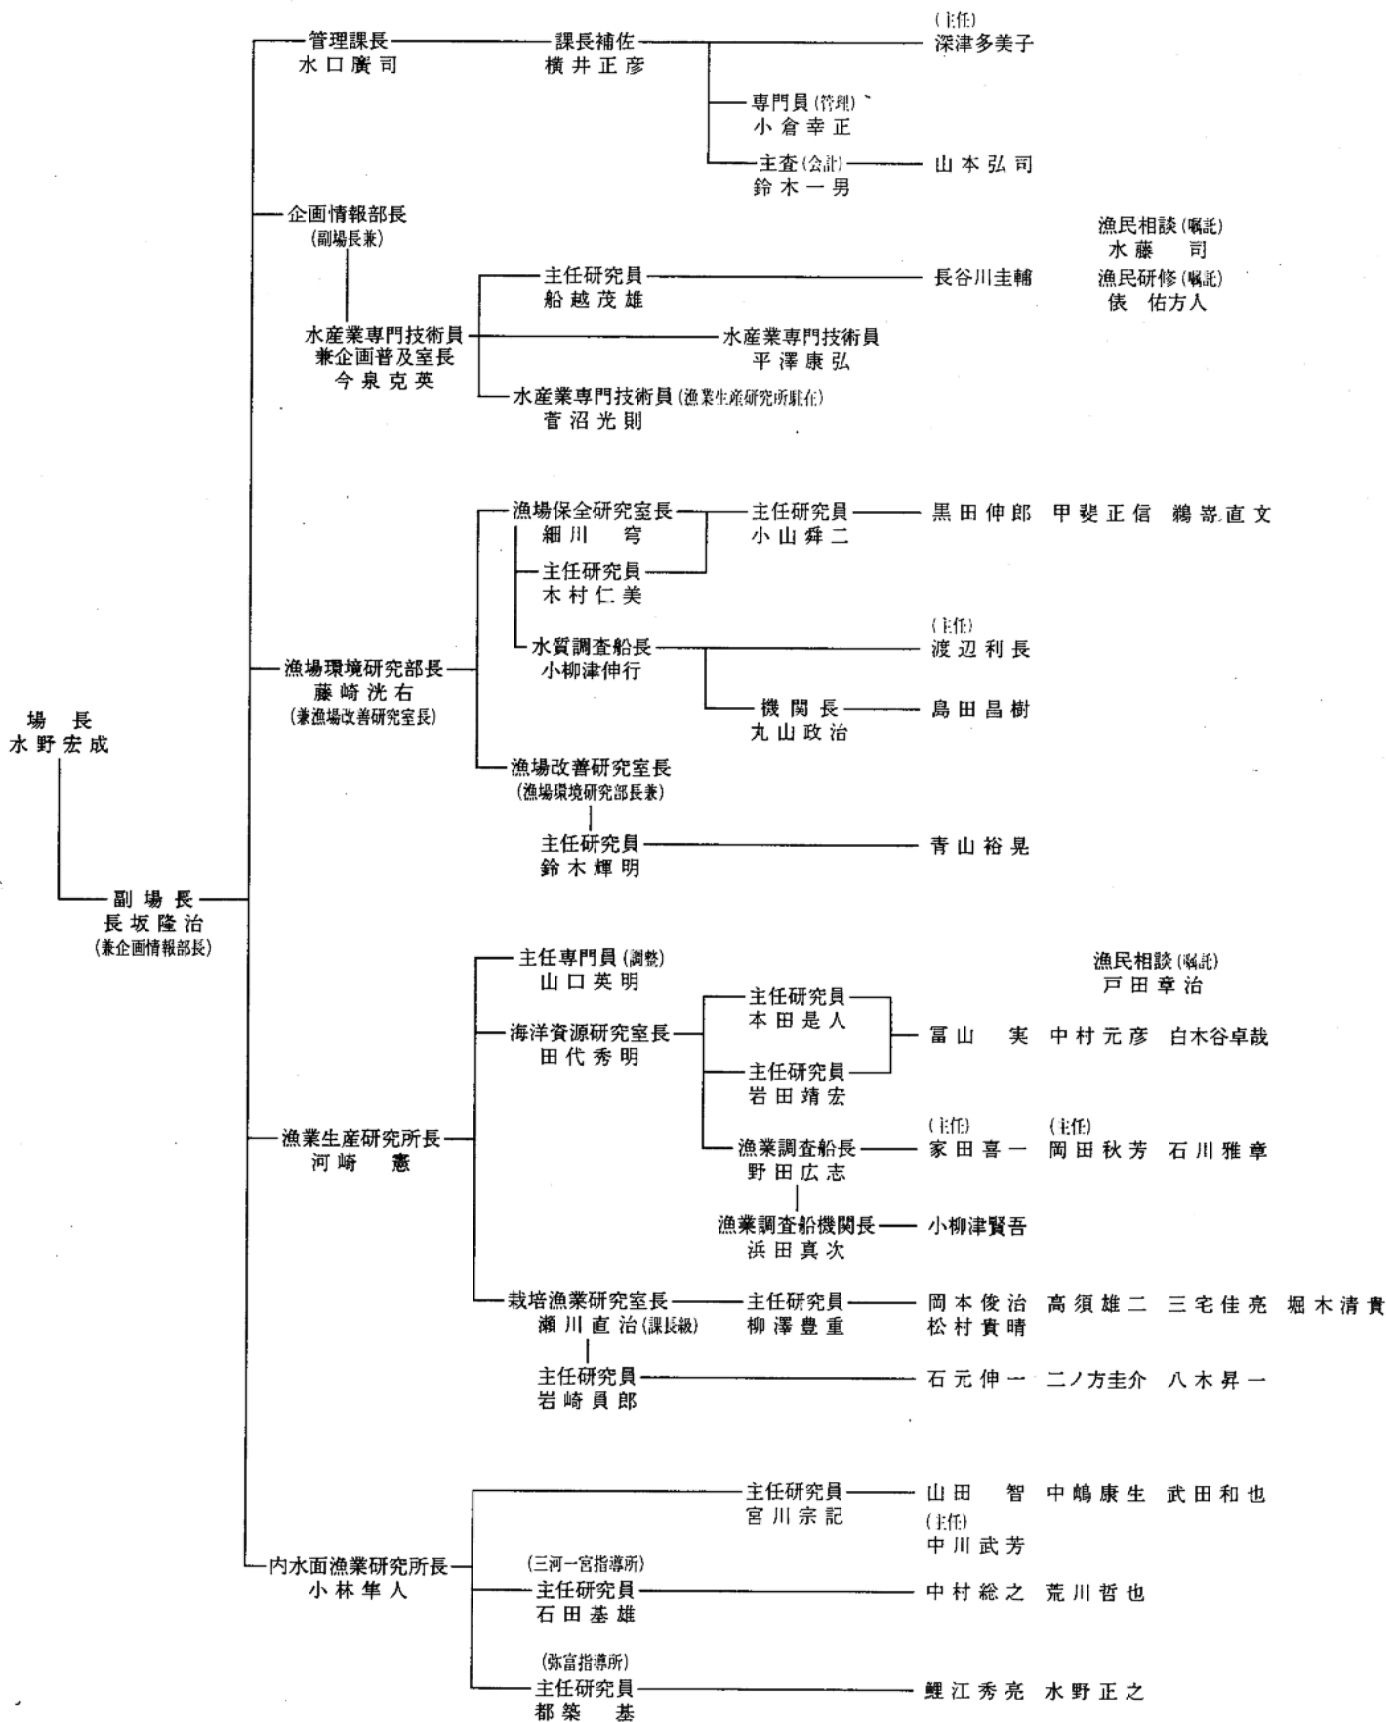 場長
水野宏成
副場長
長坂隆治
(兼企画情報部長)
管理課長
水口廣司
課長補佐
横井正彦
(主任)
深津多美子
専門員(管理)
小倉幸正
主査(会計)
鈴木一男
山本弘司
企画情報部長
(副場長兼)
水産業専門技術員
兼企画普及室長
今泉克英
主任研究員
船越茂雄
長谷川圭輔
漁民相談(嘱託)
水藤 司
漁民研修(嘱託)
俵 佑方人
水産業専門技術員
平澤康弘
水産業専門技術員(漁業生産研究所駐在)
菅沼光則
漁場環境研究部長
藤崎洸右
(兼漁場改善研究室長)
漁場保全研究室長
細川 穹
主任研究員
小山舜二
黒田伸郎 甲斐正信 鵜嵜直文
主任研究員
木村仁美
水質調査船長
小柳津伸行
(主任)
渡辺利長
機関長
丸山政治
島田昌樹
漁場改善研究室長
(漁場環境研究部長兼)
主任研究員
鈴木輝明
青山裕晃
漁業生産研究所長
河崎 憲
主任専門員(調整)
山口英明
漁民相談(嘱託)
戸田章治
海洋資源研究室長
田代秀明
主任研究員
本田是人
主任研究員
岩田靖宏
冨山 実 中村元彦 白木谷卓哉
漁業調査船長
野田広志
(主任) (主任)
家田喜一 岡田秋芳 石川雅章
漁業調査船機関長
浜田真次
小柳津賢吾
栽培漁業研究室長
瀬川直治(課長級)
主任研究員
柳澤豊重
岡本俊治 高須雄二 三宅佳亮 堀木清貴
松村貴晴
主任研究員
岩崎員郎
石元伸一 二ノ方圭介 八木昇一
内水面漁業研究所長
小林隼人
主任研究員
宮川宗記
山田 智 中嶋康生 武田和也
(主任)
中川武芳
(三河一宮指導所)
主任研究員
石田基雄
中村総之 荒川哲也
(弥富指導所)
主任研究員
都築 基
鯉江秀亮 水野正之